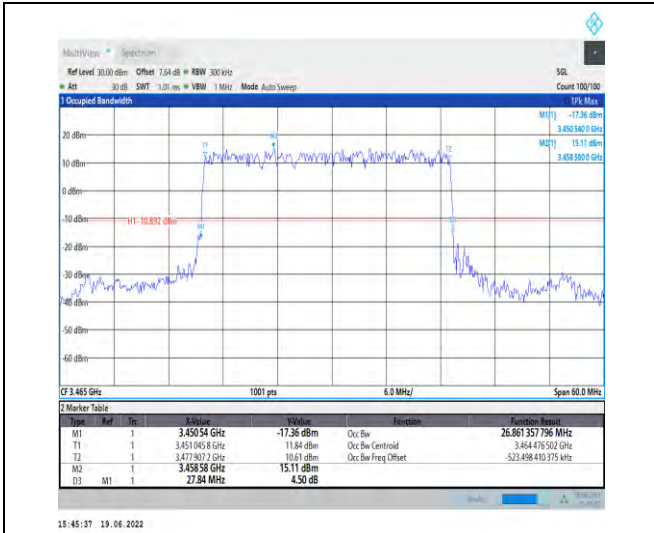 MultiView Spectrum
Ref Level 30.00 dBm Offset 7.64 dB RBW 300 kHz SGL
Att 30 dB SWT 1.01 ms VBW 1 MHz Mode Auto Sweep Count 100/100
1 Occupied Bandwidth 1Pk Max
M1[1] -17.36 dBm
3.450 540 0 GHz
M2[1] 15.11 dBm
3.458 580 0 GHz
20 dBm
T1 M2 T2
10 dBm
0 dBm
-10 dBm
H1 -10.892 dBm
M1 D3
-20 dBm
-30 dBm
-40 dBm
-50 dBm
-60 dBm
CF 3.465 GHz 1001 pts 6.0 MHz/ Span 60.0 MHz
2 Marker Table
Type Ref Trc X-Value Y-Value Function Function Result
M1 1 3.450 54 GHz -17.36 dBm Occ Bw 26.861 357 796 MHz
T1 1 3.451 045 8 GHz 11.84 dBm Occ Bw Centroid 3.464 476 502 GHz
T2 1 3.477 907 2 GHz 10.61 dBm Occ Bw Freq Offset -523.498 410 375 kHz
M2 1 3.458 58 GHz 15.11 dBm
D3 M1 1 27.84 MHz 4.50 dB
15:45:37 19.06.2022